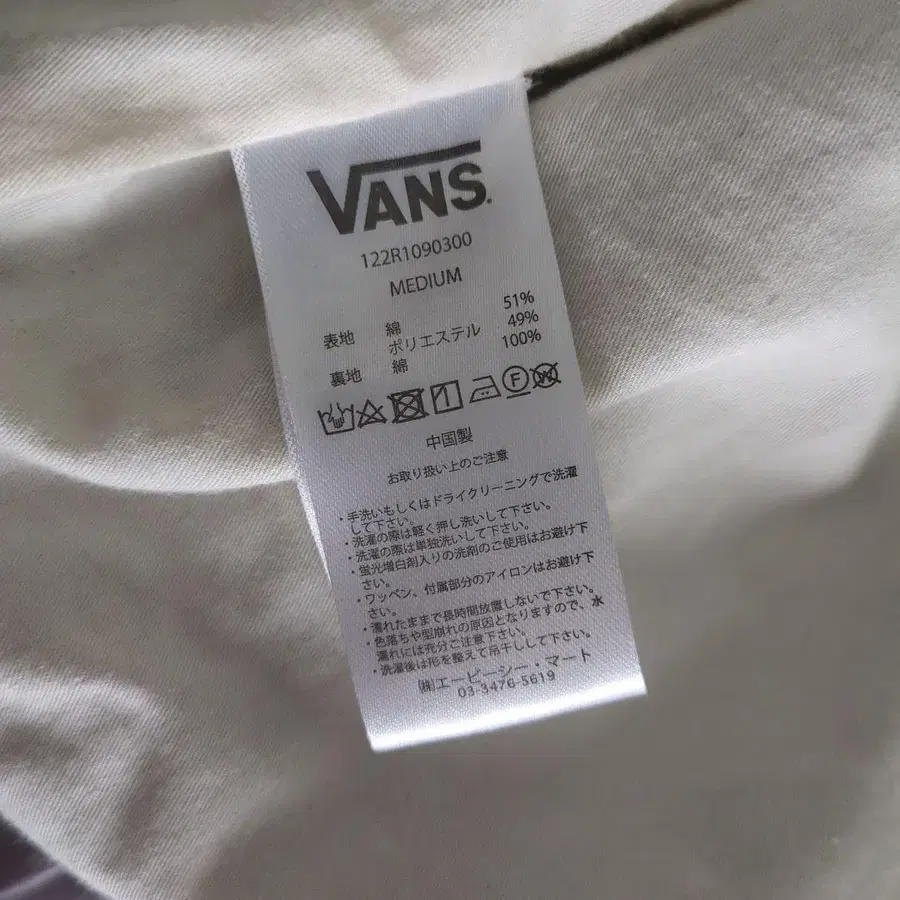 VANS
122R1090300
MEDIUM
表地 綿 51%
ポリエステル 49%
裏地 綿 100%
F W
中国製
お取り扱い上のご注意
・手洗いもしくはドライクリーニングで洗濯
して下さい。
・洗濯の際は軽く押し洗いして下さい。
・洗濯の際は単独洗いして下さい。
・蛍光増白剤入りの洗剤のご使用はお避け下
さい。
・ワッペン、付属部分のアイロンはお避け下
さい。
・濡れたままで長時間放置しないで下さい。
・色落ちや型崩れの原因となりますので、水
濡れには充分ご注意下さい。
・洗濯後は形を整えて吊干しして下さい。
㈱エービーシー・マート
03-3476-5619